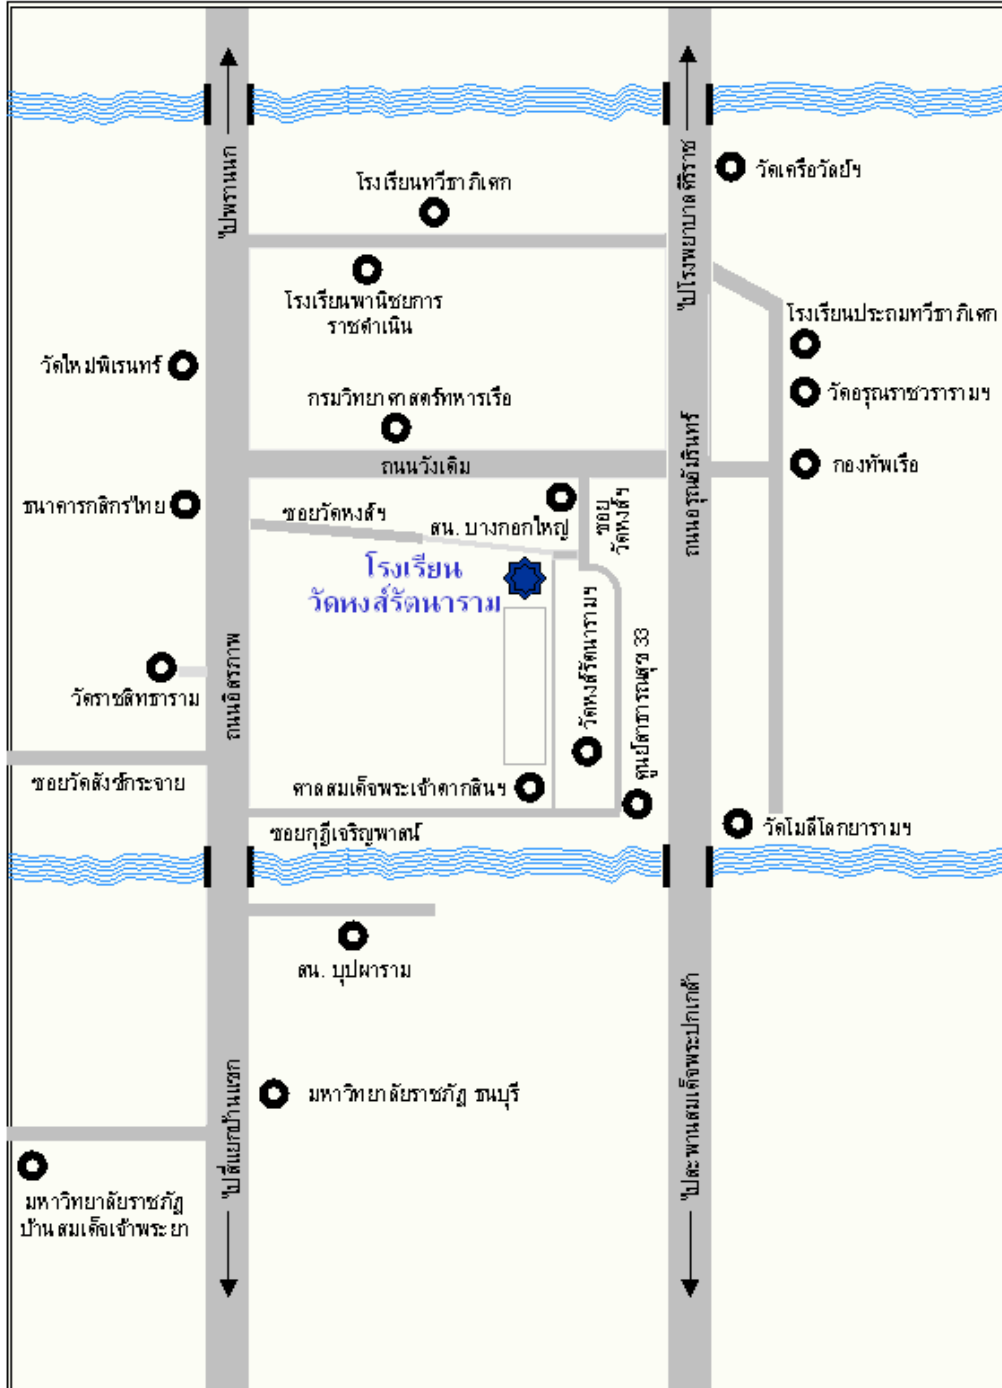 ไปพรานนก
ไปโรงพยาบาลศิริราช
วัดเครือวัลย์ฯ
โรงเรียนทวีธาภิเศก
โรงเรียนพานิชยการ
ราชดำเนิน
โรงเรียนประถมทวีธาภิเศก
วัดใหม่พิเรนทร์
วัดอรุณราชวรารามฯ
กรมวิทยาศาสตร์ทหารเรือ
ถนนวังเดิม
ถนนอรุณอัมรินทร์
กองทัพเรือ
ธนาคารกสิกรไทย
ซอยวัดหงส์ฯ
สน. บางกอกใหญ่
ซอย
วัดหงส์ฯ
โรงเรียน
วัดหงส์รัตนาราม
วัดหงส์รัตนารามฯ
ศูนย์สาธารณสุข 33
ถนนอิสรภาพ
วัดราชสิทธาราม
ซอยวัดสังข์กระจาย
ศาลสมเด็จพระเจ้าตากสินฯ
ซอยกุฎีเจริญพาศน์
วัดโมลีโลกยารามฯ
สน. บุปผาราม
ไปสี่แยกบ้านแขก
ไปสะพานสมเด็จพระปกเกล้า
มหาวิทยาลัยราชภัฏ ธนบุรี
มหาวิทยาลัยราชภัฏ
บ้านสมเด็จเจ้าพระยา